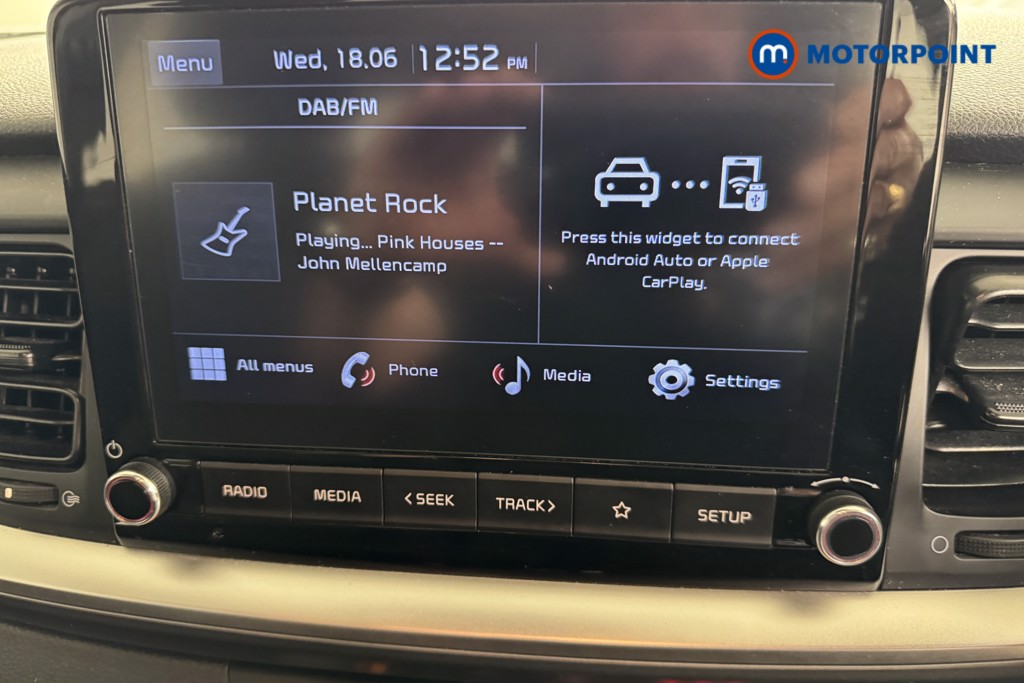 Menu
Wed, 18.06
12:52 PM
m MOTORPOINT
DAB/FM
Planet Rock
Playing... Pink Houses --
John Mellencamp
Press this widget to connect
Android Auto or Apple
CarPlay.
All menus
Phone
Media
Settings
RADIO
MEDIA
< SEEK
TRACK >
SETUP